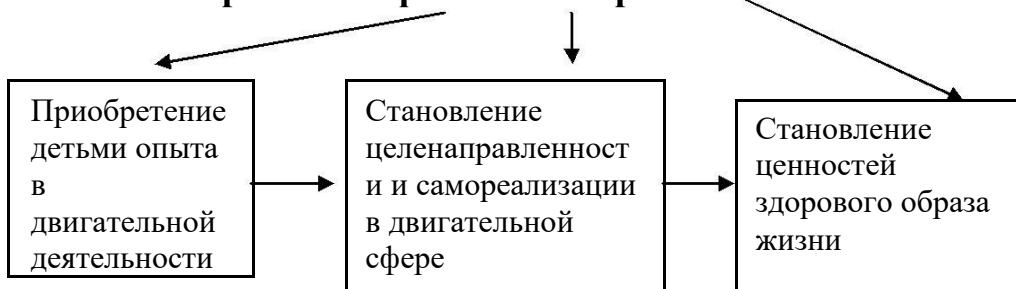 Приобретение
детьми опыта
в
двигательной
деятельности
Становление
целенаправленност
и и самореализации
в двигательной
сфере
Становление
ценностей
здорового образа
жизни